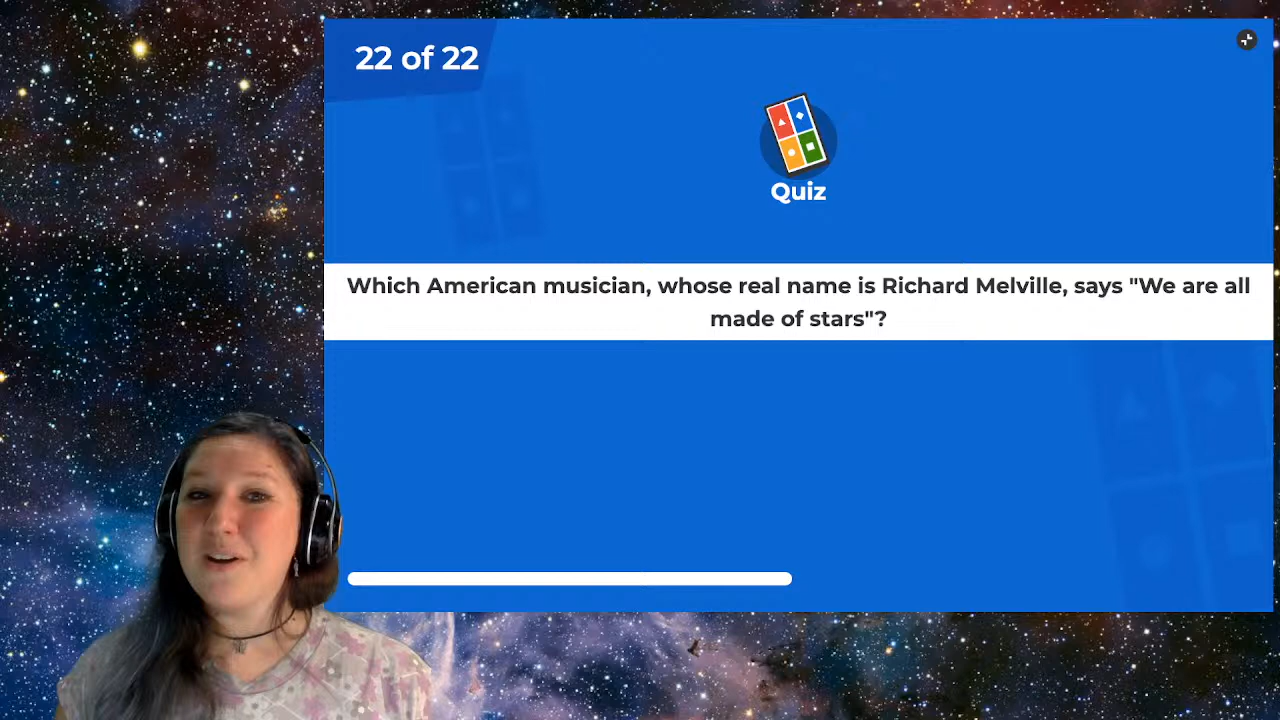 22 of 22
Quiz
Which American musician, whose real name is Richard Melville, says "We are all
made of stars"?